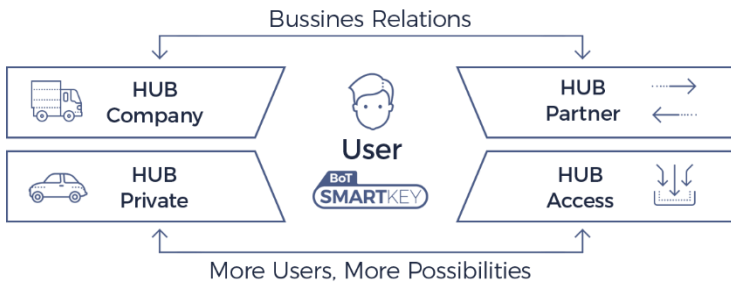 Bussines Relations
HUB
Company
HUB
Partner
User
BoT
SMARTKEY
HUB
Private
HUB
Access
More Users, More Possibilities